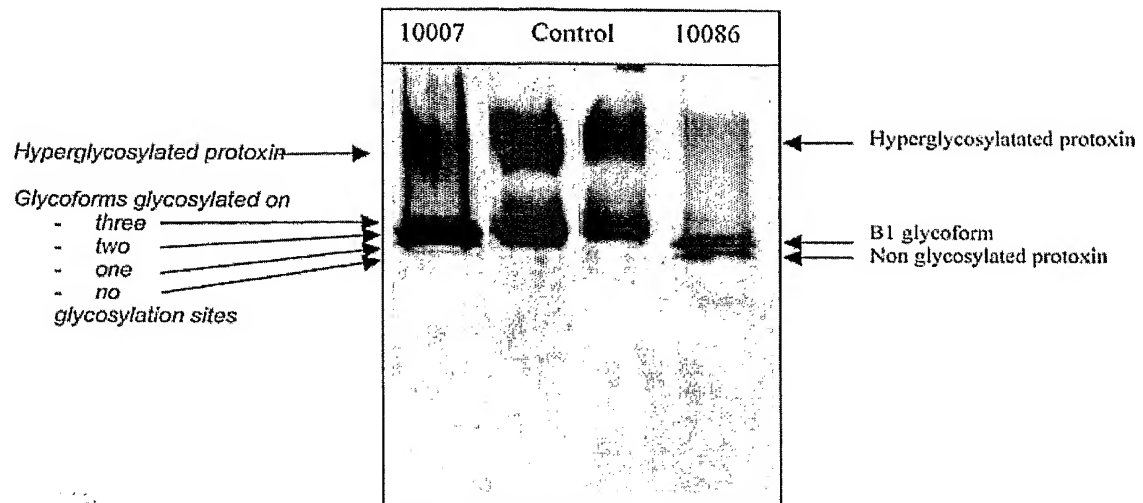 10007 Control 10086
Hyperglycosylated protoxin
Glycoforms glycosylated on
- three
- two
- one
- no
glycosylation sites
Hyperglycosylatated protoxin
B1 glycoform
Non glycosylated protoxin